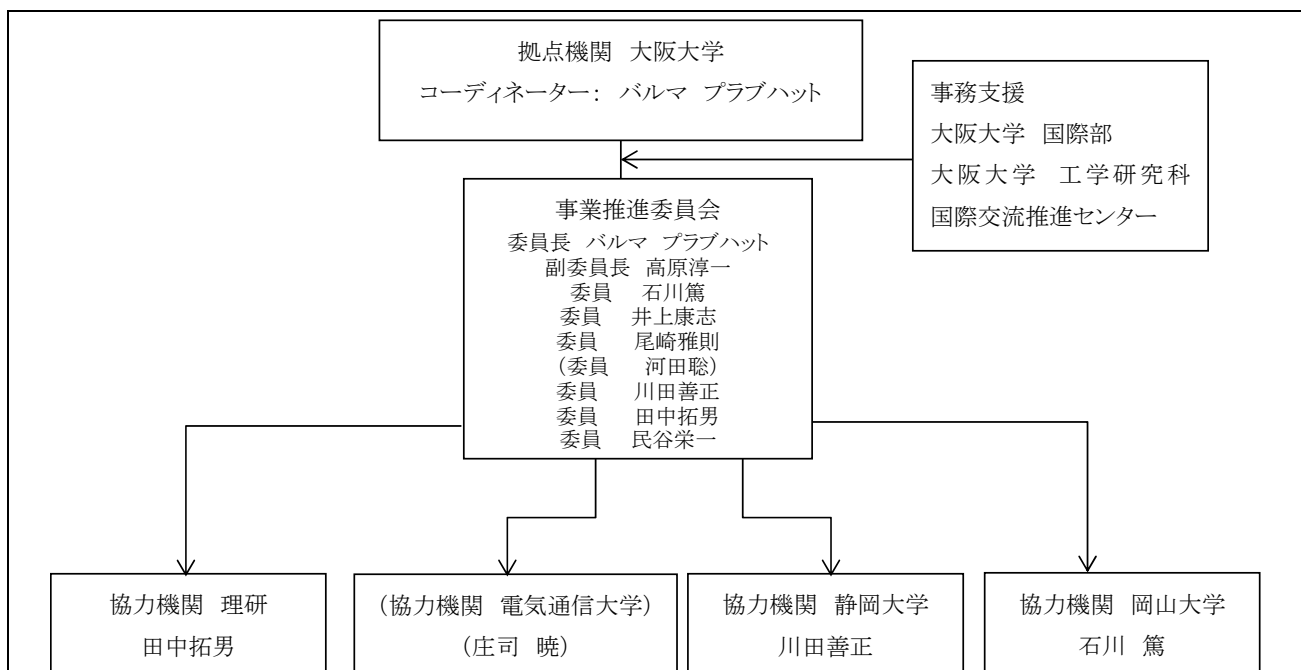 拠点機関 大阪大学
コーディネーター: バルマ プラブハット
事務支援
大阪大学 国際部
大阪大学 工学研究科
国際交流推進センター
事業推進委員会
委員長 バルマ プラブハット
副委員長 高原淳一
委員 石川篤
委員 井上康志
委員 尾崎雅則
(委員 河田聡)
委員 川田善正
委員 田中拓男
委員 民谷栄一
協力機関 理研
田中拓男
(協力機関 電気通信大学)
(庄司 暁)
協力機関 静岡大学
川田善正
協力機関 岡山大学
石川 篤